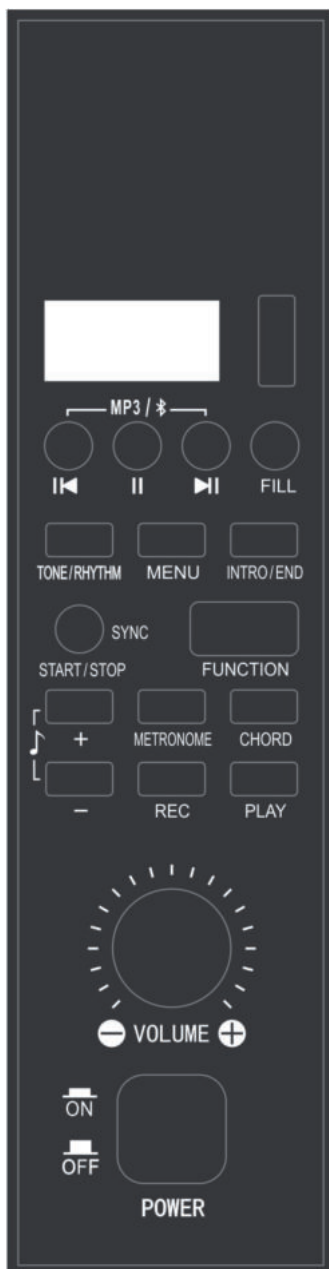 MP3 /
FILL
TONE/RHYTHM MENU INTRO/END
SYNC
START/STOP FUNCTION
+ METRONOME CHORD
− REC PLAY
− VOLUME +
ON
OFF
POWER